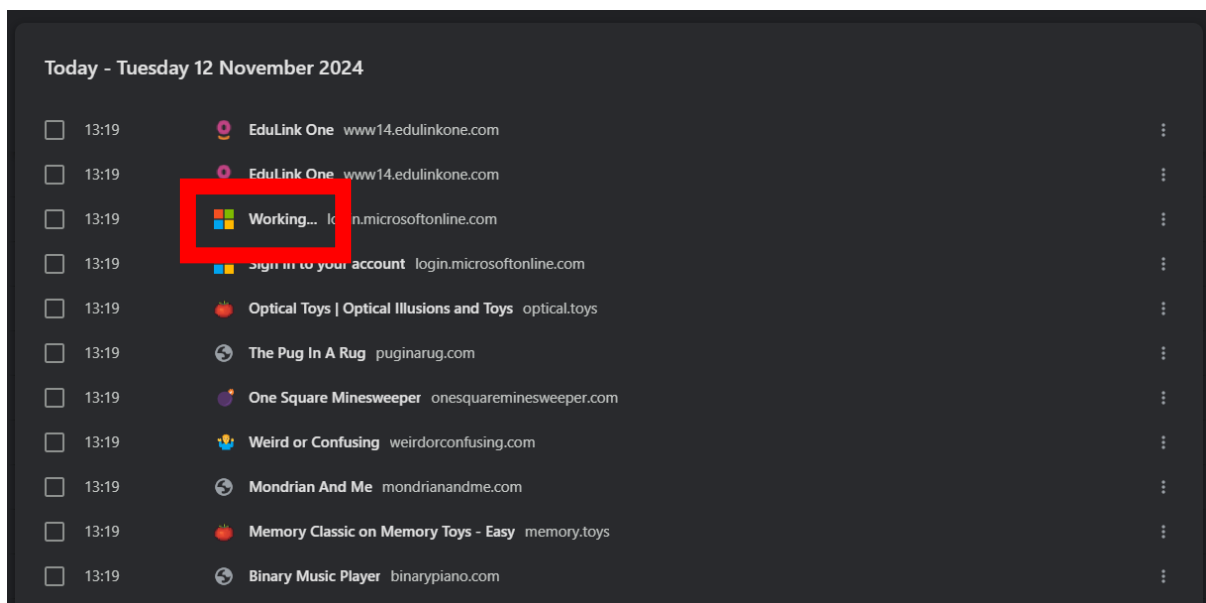 Today - Tuesday 12 November 2024
13:19 EduLink One www14.edulinkone.com
13:19 EduLink One www14.edulinkone.com
13:19 Working... n.microsoftonline.com
13:19 Sign in to your account login.microsoftonline.com
13:19 Optical Toys | Optical Illusions and Toys optical.toys
13:19 The Pug In A Rug puginarug.com
13:19 One Square Minesweeper onesquareminesweeper.com
13:19 Weird or Confusing weirdorconfusing.com
13:19 Mondrian And Me mondrianandme.com
13:19 Memory Classic on Memory Toys - Easy memory.toys
13:19 Binary Music Player binarypiano.com